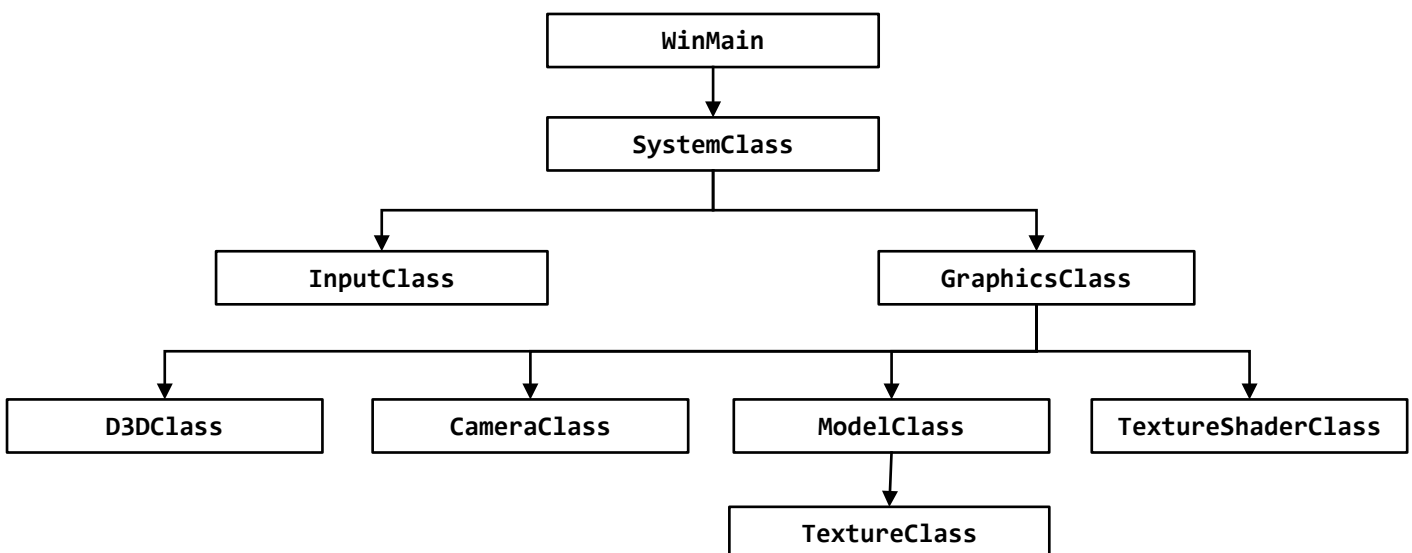 WinMain
SystemClass
InputClass
GraphicsClass
D3DClass
CameraClass
ModelClass
TextureShaderClass
TextureClass